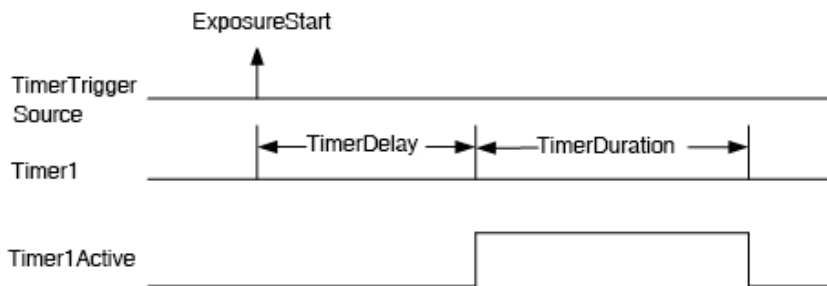 ExposureStart
TimerTrigger
Source
TimerDelay
TimerDuration
Timer1
Timer1Active